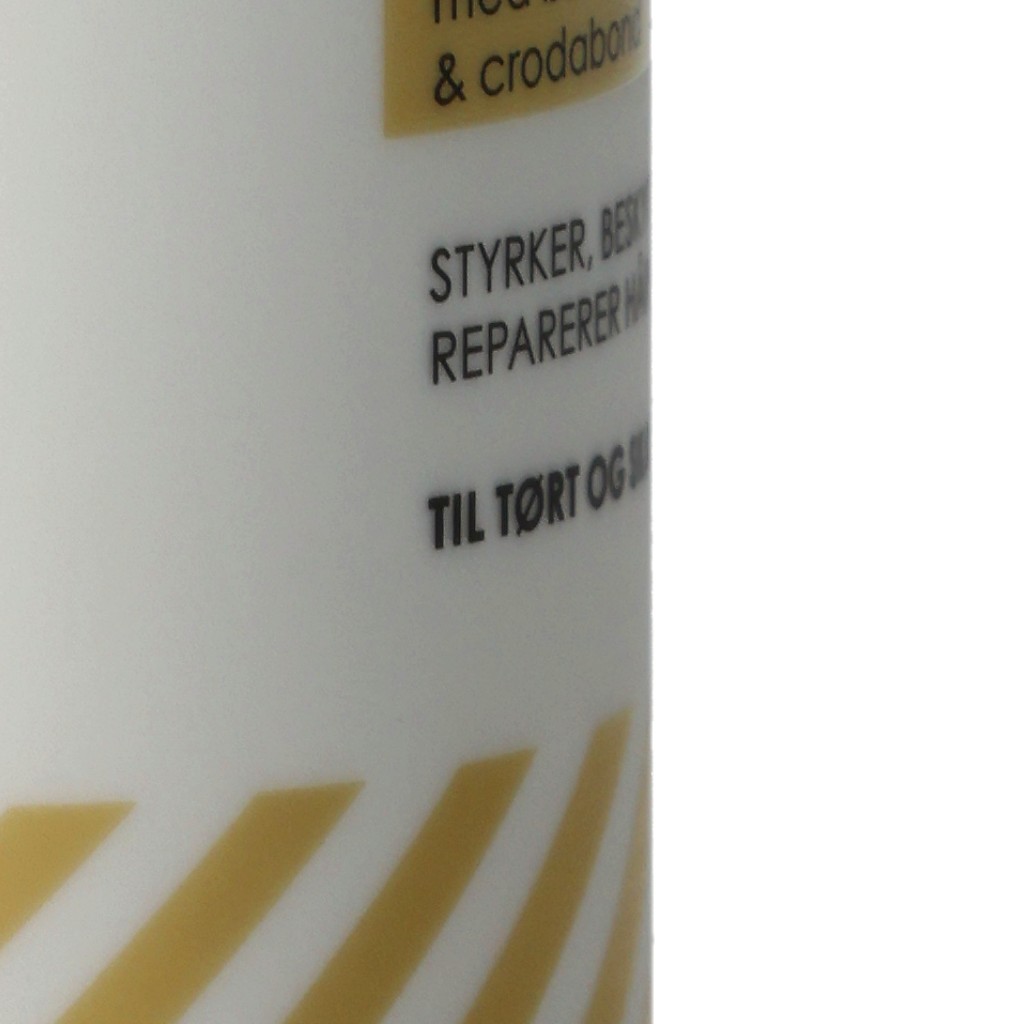 & crodabond
STYRKER,
REPARERER
TIL TØRT OG